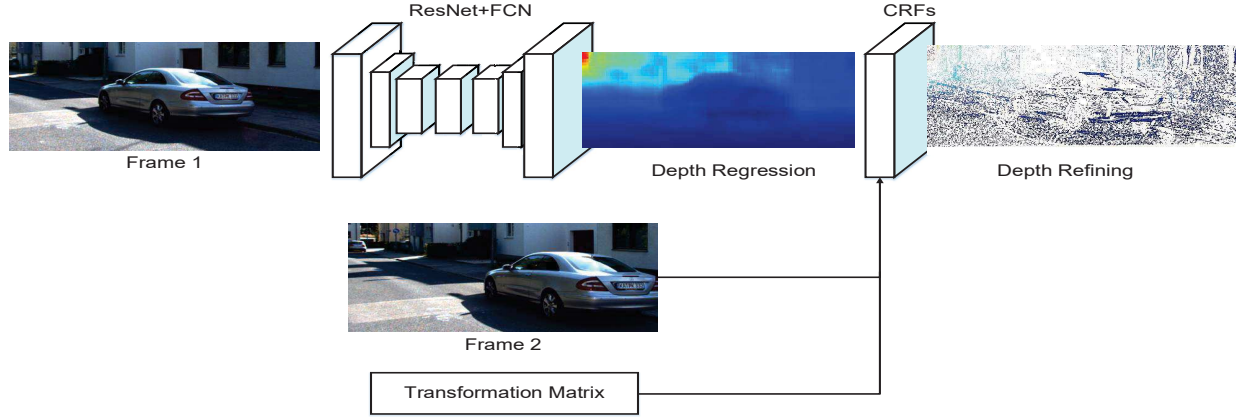 ResNet+FCN
CRFs
Frame 1
Depth Regression
Depth Refining
Frame 2
Transformation Matrix